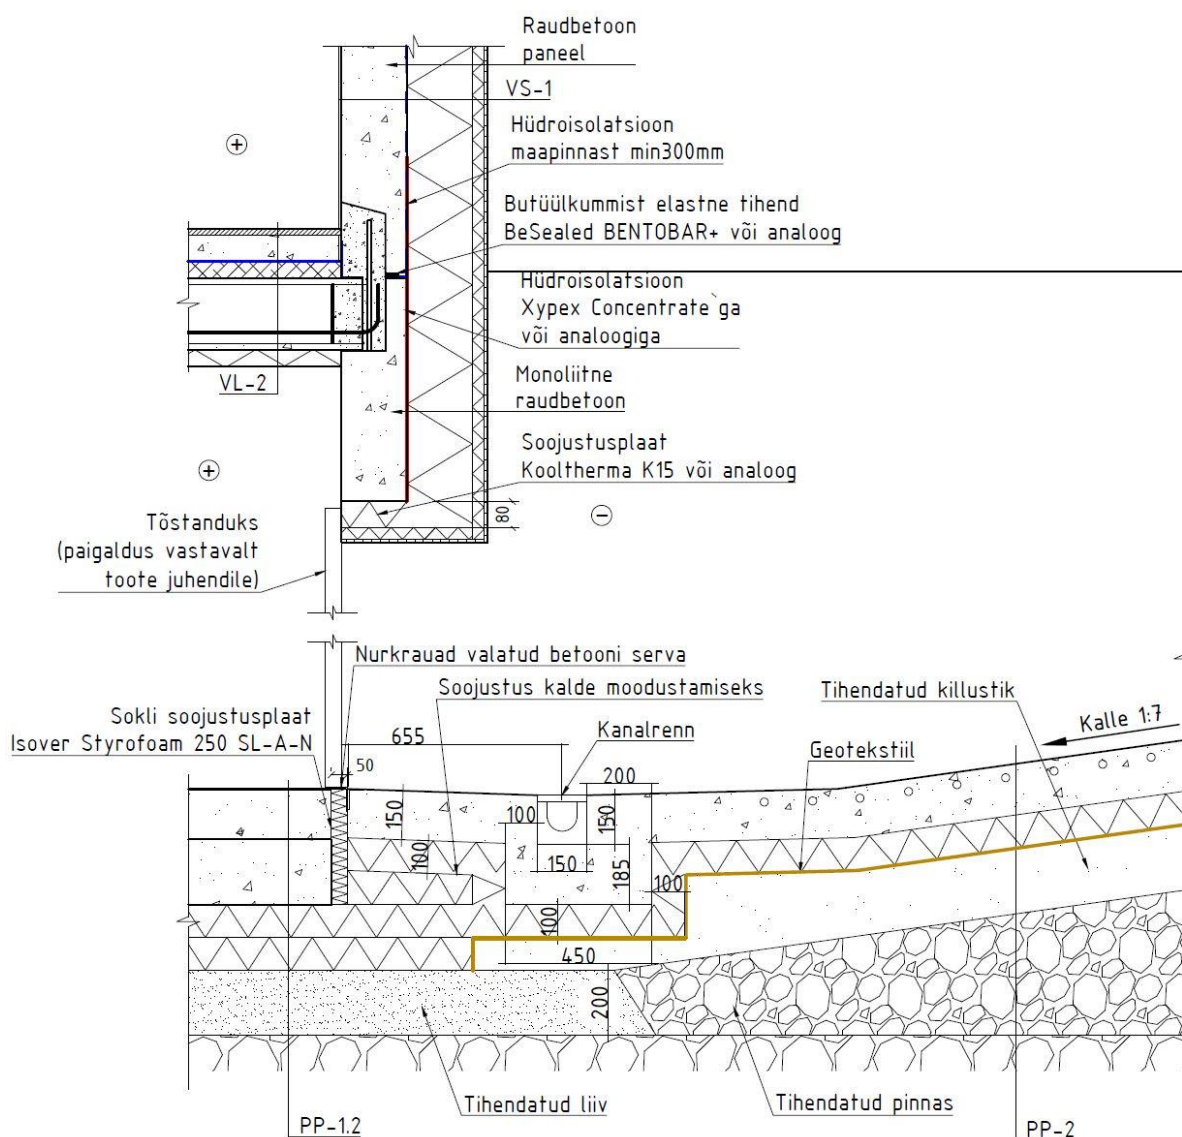 Raudbetoon
paneel
VS-1
Hüdroisolatsioon
maapinnast min300mm
Butüülkummist elastne tihend
BeSealed BENTOBAR+ või analoog
Hüdroisolatsioon
Xypex Concentrate`ga
või analoogiga
VL-2
Monoliitne
raudbetoon
Soojustusplaat
Kooltherma K15 või analoog
80
Tõstanduks
(paigaldus vastavalt
toote juhendile)
Nurkrauad valatud betooni serva
Soojustus kalde moodustamiseks
Tihendatud killustik
Sokli soojustusplaat
Isover Styrofoam 250 SL-A-N
655
Kanalrenn
Geotekstiil
Kalle 1:7
50
200
150
100
150
100
150
185
100
100
450
200
Tihendatud liiv
Tihendatud pinnas
PP-1.2
PP-2